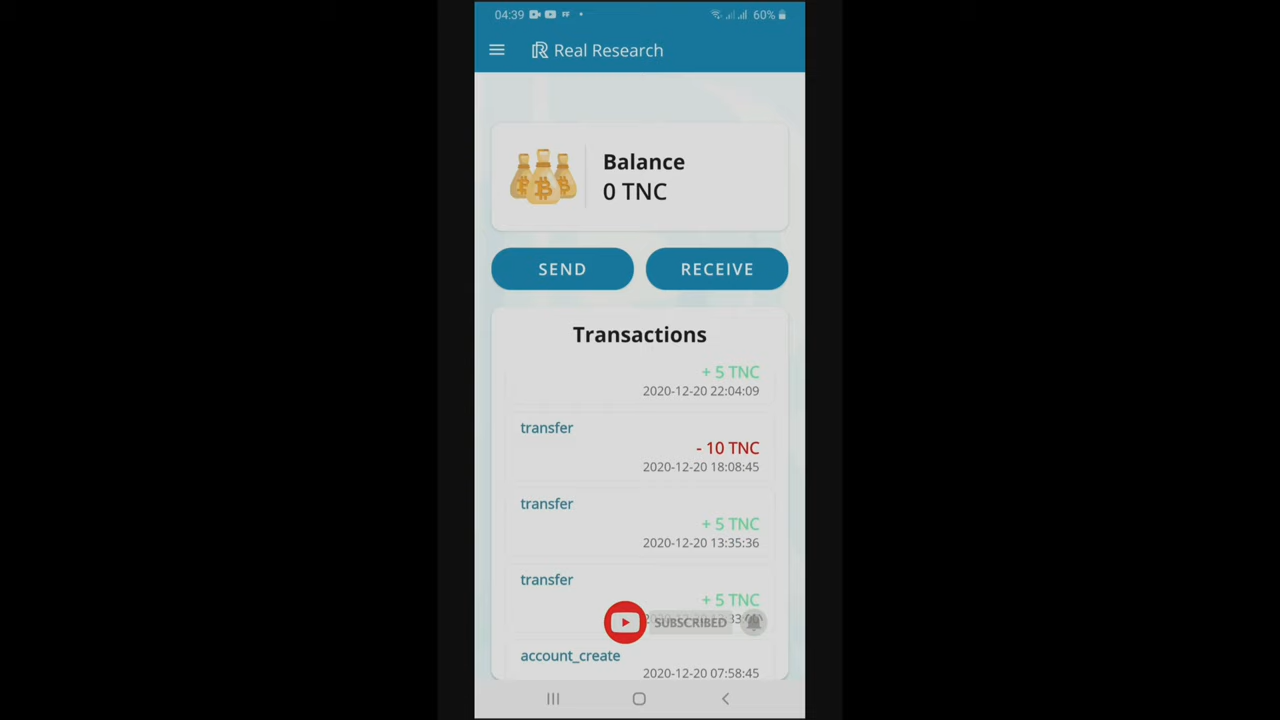 04:39 60%
Real Research
Balance
0 TNC
SEND RECEIVE
Transactions
+ 5 TNC
2020-12-20 22:04:09
transfer
- 10 TNC
2020-12-20 18:08:45
transfer
+ 5 TNC
2020-12-20 13:35:36
transfer
+ 5 TNC
SUBSCRIBED
account_create
2020-12-20 07:58:45